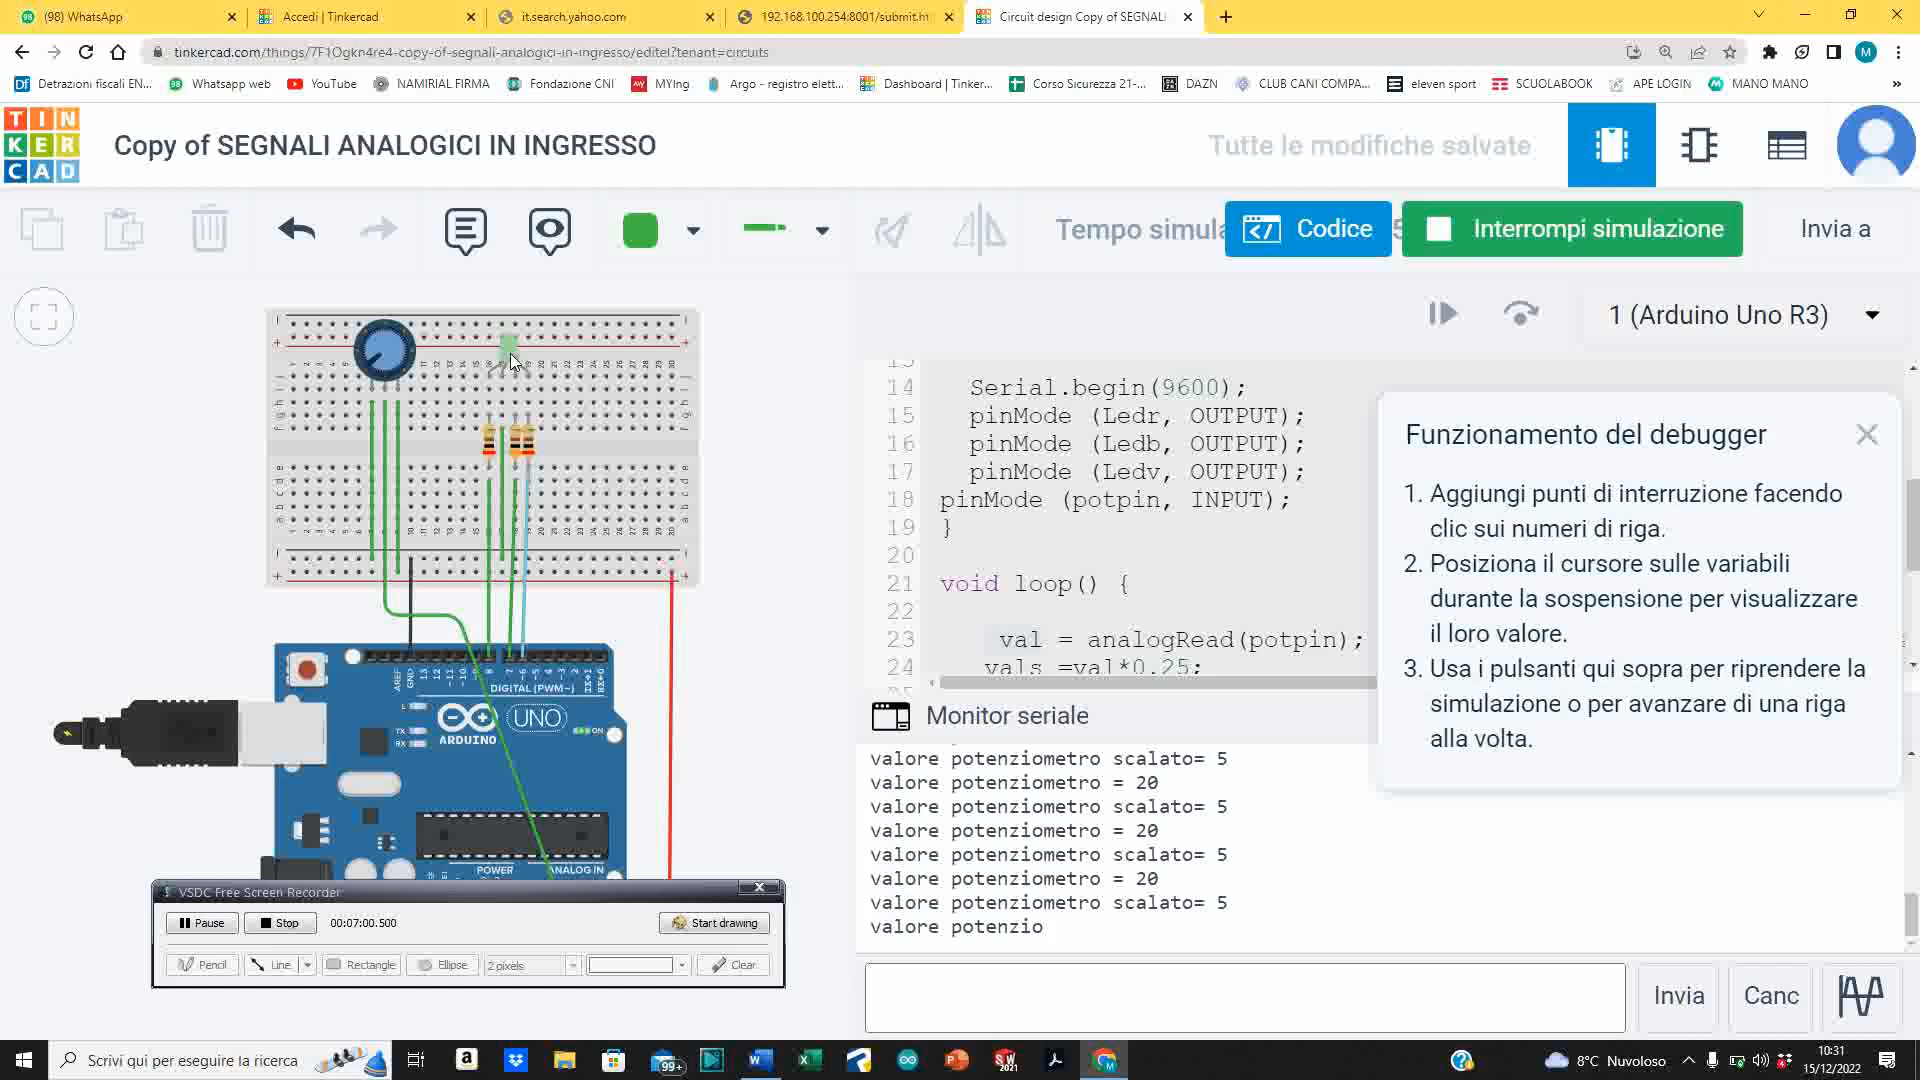 (98) WhatsApp
Accedi | Tinkercad
it.search.yahoo.com
192.168.100.254:8001/submit.h
Circuit design Copy of SEGNALI
tinkercad.com/things/7F1Ogkn4re4-copy-of-segnali-analogici-in-ingresso/editel?tenant=circuits
M
Detrazioni fiscali EN...
Whatsapp web
YouTube
NAMIRIAL FIRMA
Fondazione CNI
MYIng
Argo - registro elett...
Dashboard | Tinker...
Corso Sicurezza 21-...
DAZN
CLUB CANI COMPA...
eleven sport
SCUOLABOOK
APE LOGIN
MANO MANO
TIN
KER
CAD
Copy of SEGNALI ANALOGICI IN INGRESSO
Tutte le modifiche salvate
Tempo simula
Codice
Interrompi simulazione
Invia a
1 (Arduino Uno R3)
14 Serial.begin(9600);
15 pinMode (Ledr, OUTPUT);
16 pinMode (Ledb, OUTPUT);
17 pinMode (Ledv, OUTPUT);
18 pinMode (potpin, INPUT);
19 }
20
21 void loop() {
22
23 val = analogRead(potpin);
24 vals =val*0.25;
Funzionamento del debugger
1. Aggiungi punti di interruzione facendo
clic sui numeri di riga.
2. Posiziona il cursore sulle variabili
durante la sospensione per visualizzare
il loro valore.
3. Usa i pulsanti qui sopra per riprendere la
simulazione o per avanzare di una riga
alla volta.
Monitor seriale
valore potenziometro scalato= 5
valore potenziometro = 20
valore potenziometro scalato= 5
valore potenziometro = 20
valore potenziometro scalato= 5
valore potenziometro = 20
valore potenziometro scalato= 5
valore potenzio
Invia
Canc
AREF
GND
13
12
DIGITAL (PWM~)
L
TX
RX
UNO
ARDUINO
ON
POWER
ANALOG IN
VSDC Free Screen Recorder
Pause
Stop
00:07:00.500
Start drawing
Pencil
Line
Rectangle
Ellipse
2 pixels
Clear
Scrivi qui per eseguire la ricerca
99+
8°C Nuvoloso
10:31
15/12/2022